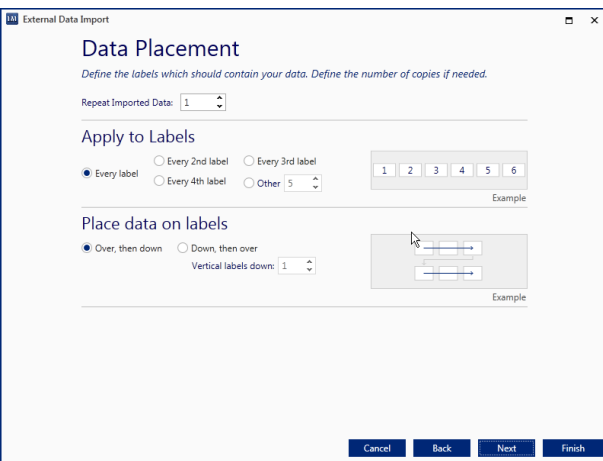 External Data Import
Data Placement
Define the labels which should contain your data. Define the number of copies if needed.
Repeat Imported Data: 1
Apply to Labels
Every label
Every 2nd label
Every 3rd label
Every 4th label
Other 5
1 2 3 4 5 6
Example
Place data on labels
Over, then down
Down, then over
Vertical labels down: 1
Example
Cancel Back Next Finish